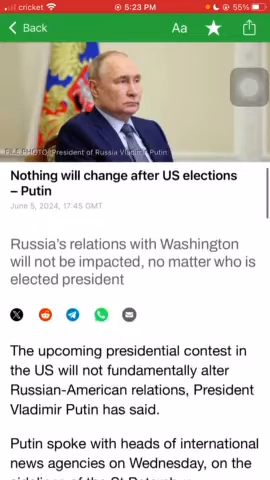 cricket 5:23 PM 55%
Back Aa
President of Russia Vladimir Putin
Nothing will change after US elections
– Putin
June 5, 2024, 17:45 GMT
Russia's relations with Washington
will not be impacted, no matter who is
elected president
The upcoming presidential contest in
the US will not fundamentally alter
Russian-American relations, President
Vladimir Putin has said.
Putin spoke with heads of international
news agencies on Wednesday, on the